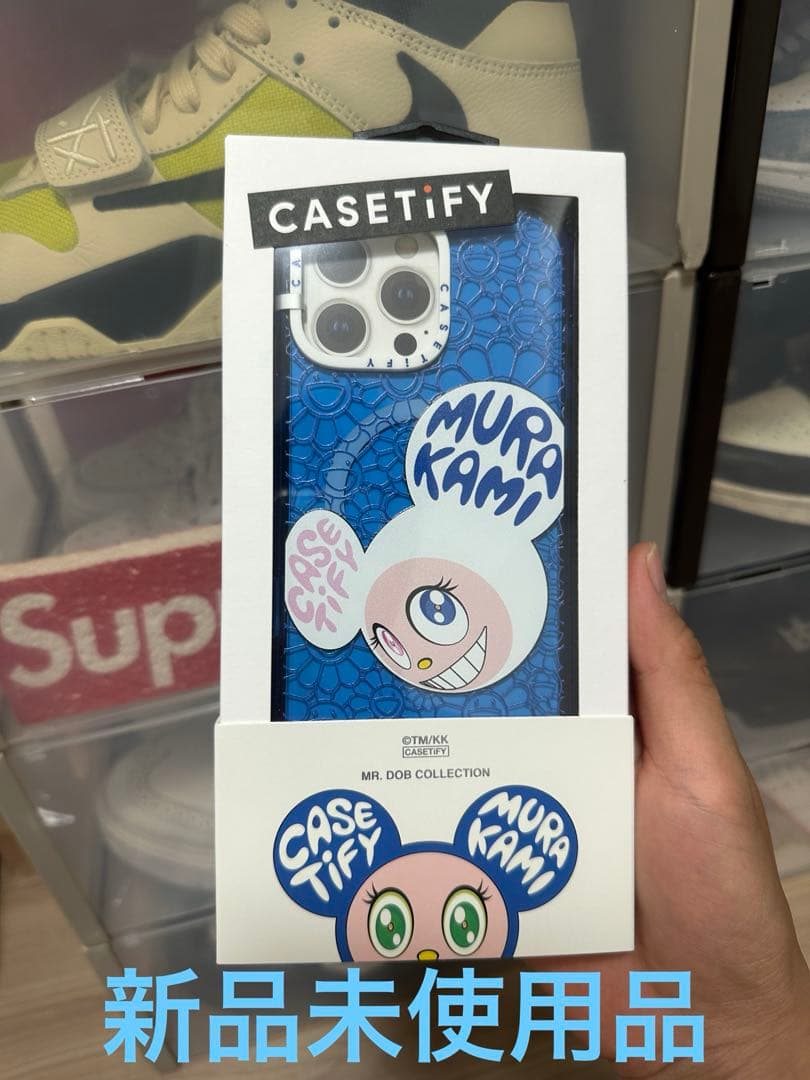 CASETiFY
CA
CASETiFY
MURA
KAMI
CASE
TiFY
Sup
©TM/KK
CASETiFY
MR. DOB COLLECTION
CASE
TiFY
MURA
KAMI
新品未使用品